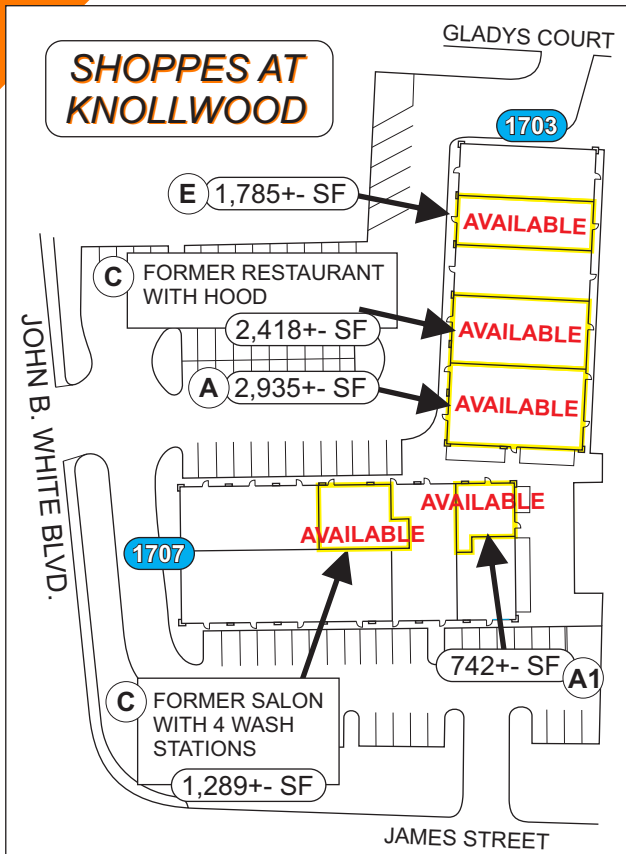 GLADYS COURT
SHOPPES AT
KNOLLWOOD
1703
E 1,785+- SF
AVAILABLE
C FORMER RESTAURANT
WITH HOOD
2,418+- SF
AVAILABLE
A 2,935+- SF
AVAILABLE
JOHN B. WHITE BLVD.
AVAILABLE
AVAILABLE
1707
742+- SF A1
C FORMER SALON
WITH 4 WASH
STATIONS
1,289+- SF
JAMES STREET